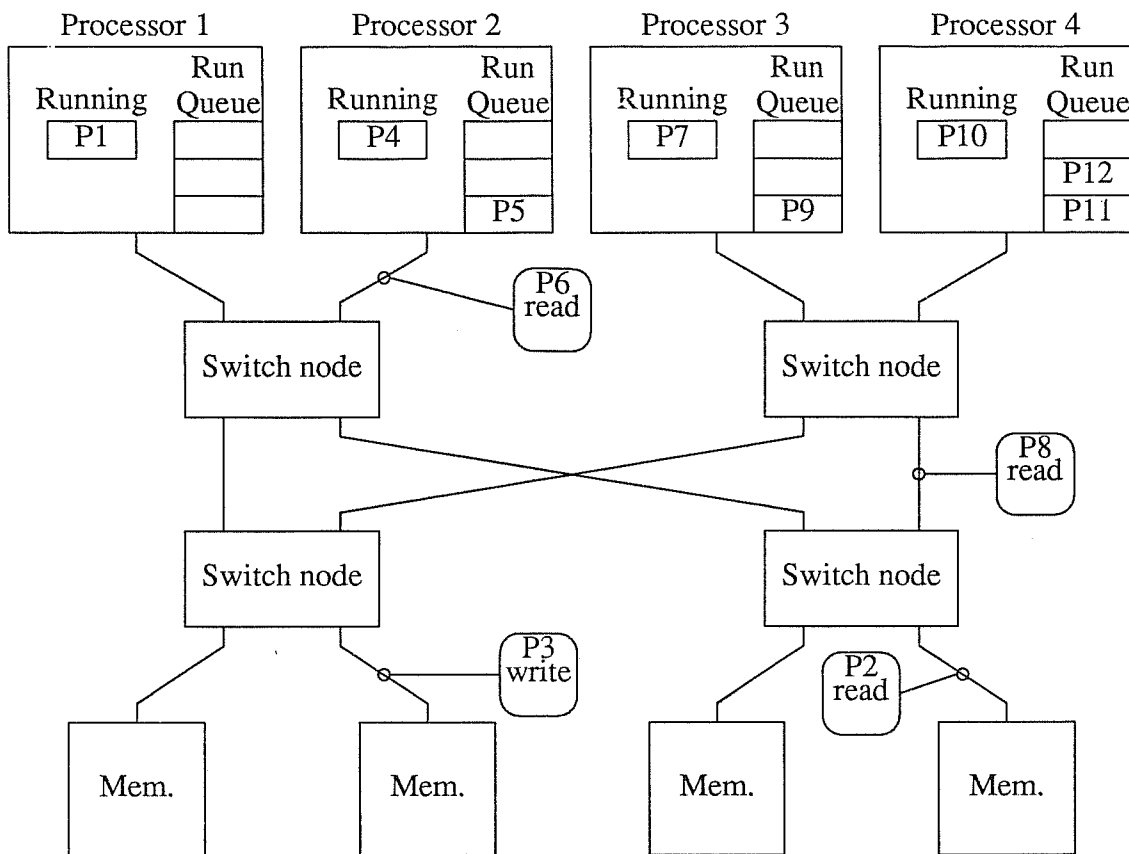 Processor 1
Processor 2
Processor 3
Processor 4
Run
Queue
Running
P1
Run
Queue
Running
P4
P5
Run
Queue
Running
P7
P9
Run
Queue
Running
P10
P12
P11
P6
read
Switch node
Switch node
P8
read
Switch node
Switch node
P3
write
P2
read
Mem.
Mem.
Mem.
Mem.